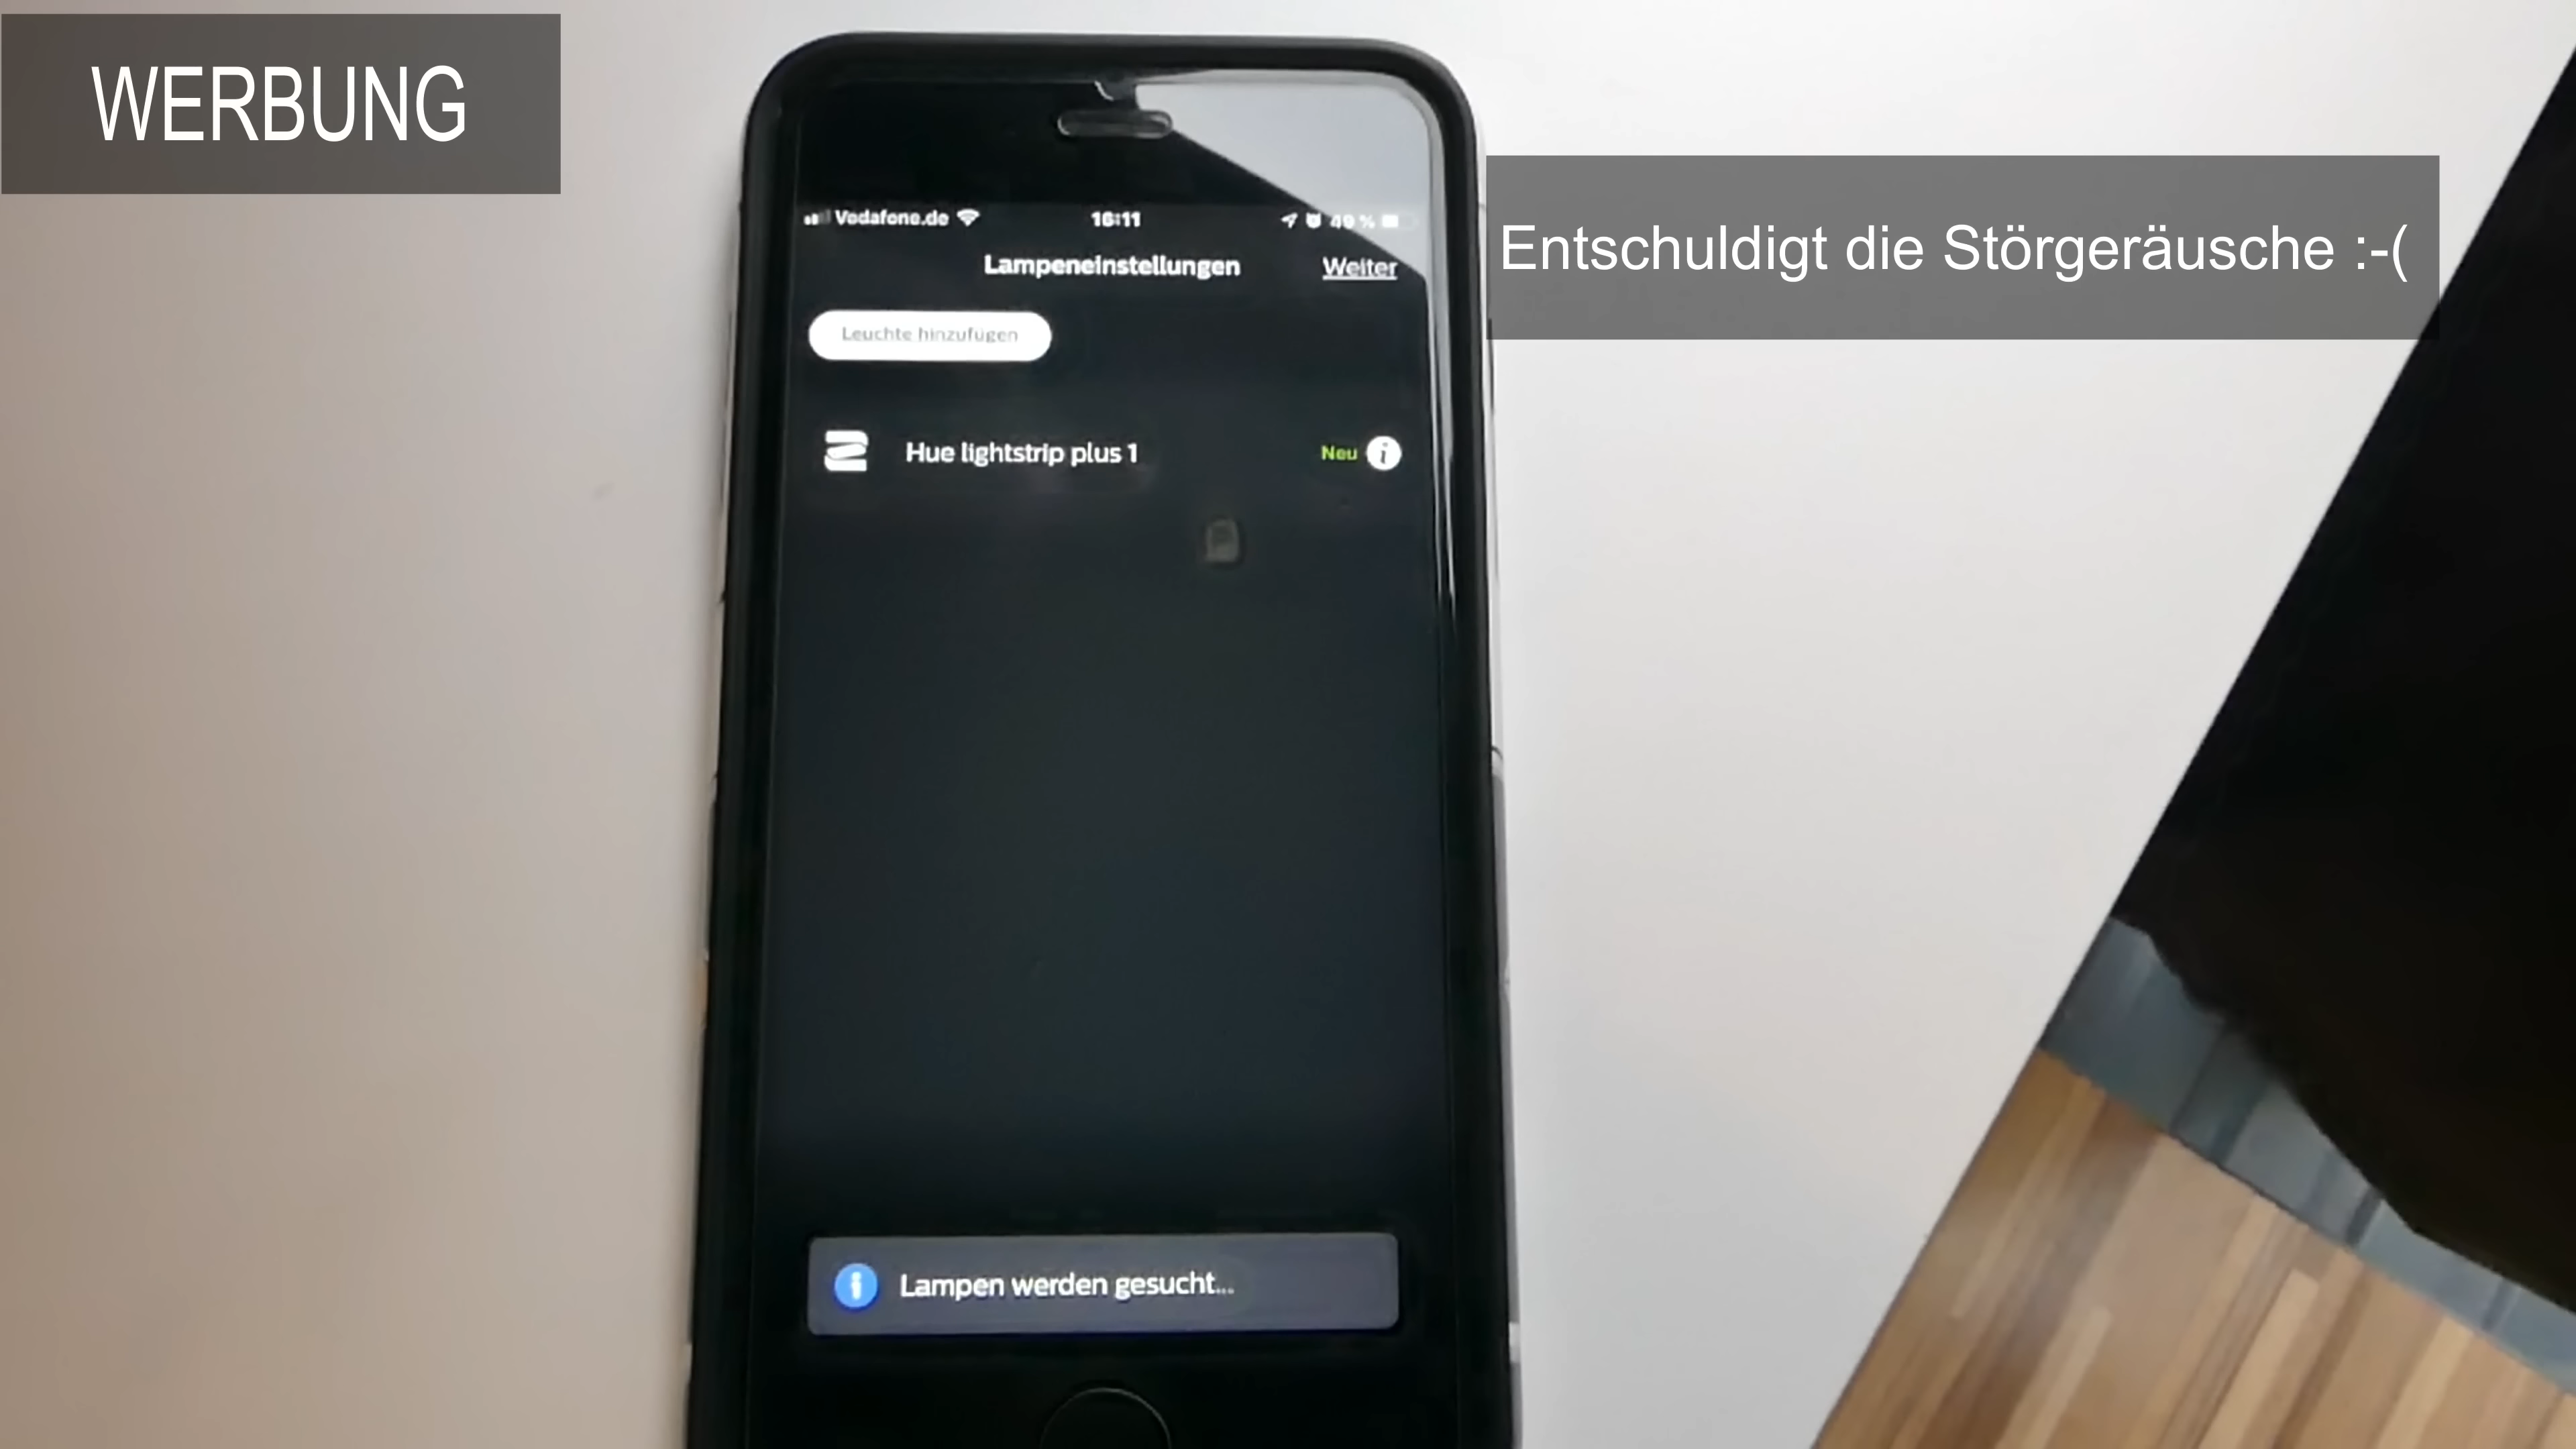 WERBUNG
Entschuldigt die Störgeräusche :-(
Vodafone.de 16:11 49 %
Lampeneinstellungen Weiter
Leuchte hinzufügen
Hue lightstrip plus 1 Neu
Lampen werden gesucht...